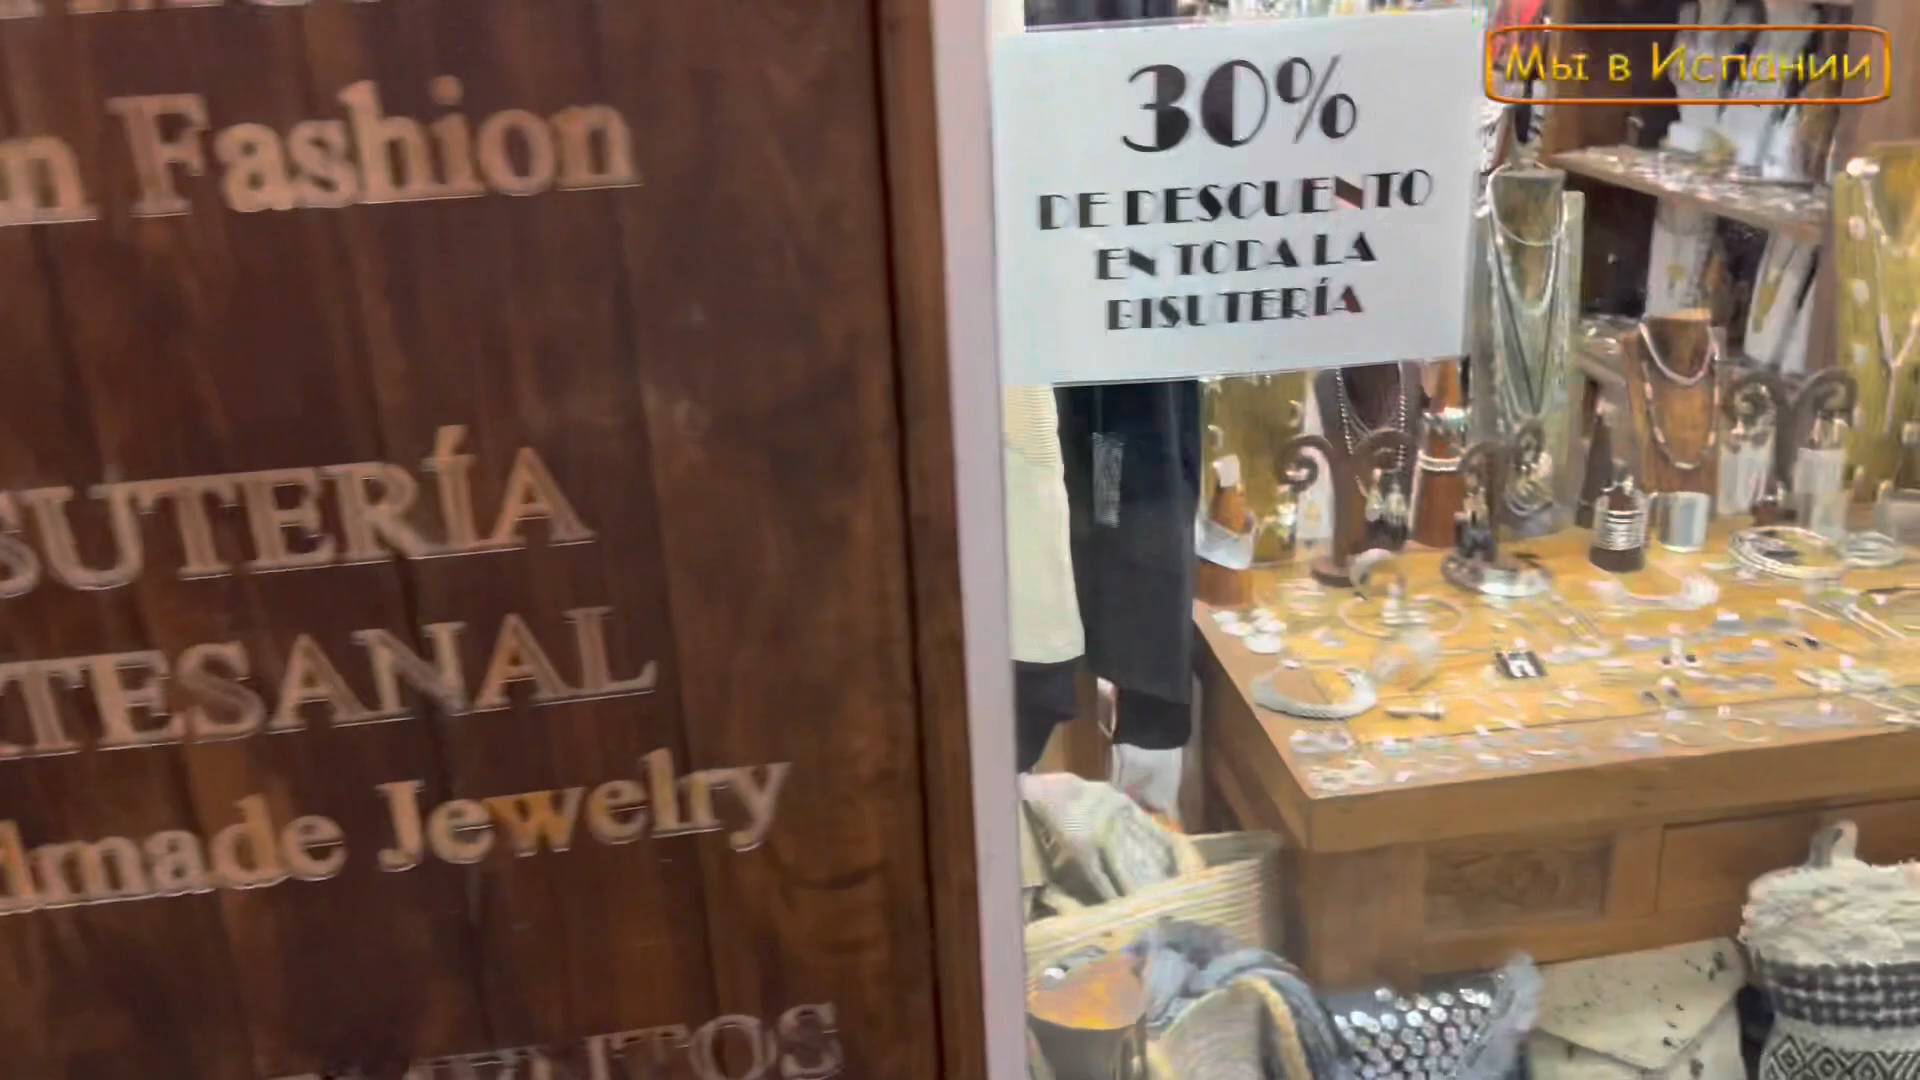 Fashion
30%
DE DESCUENTO
EN TODA LA
BISUTERÍA
Мы в Испании
SUTERÍA
TESANAL
dmade Jewelry